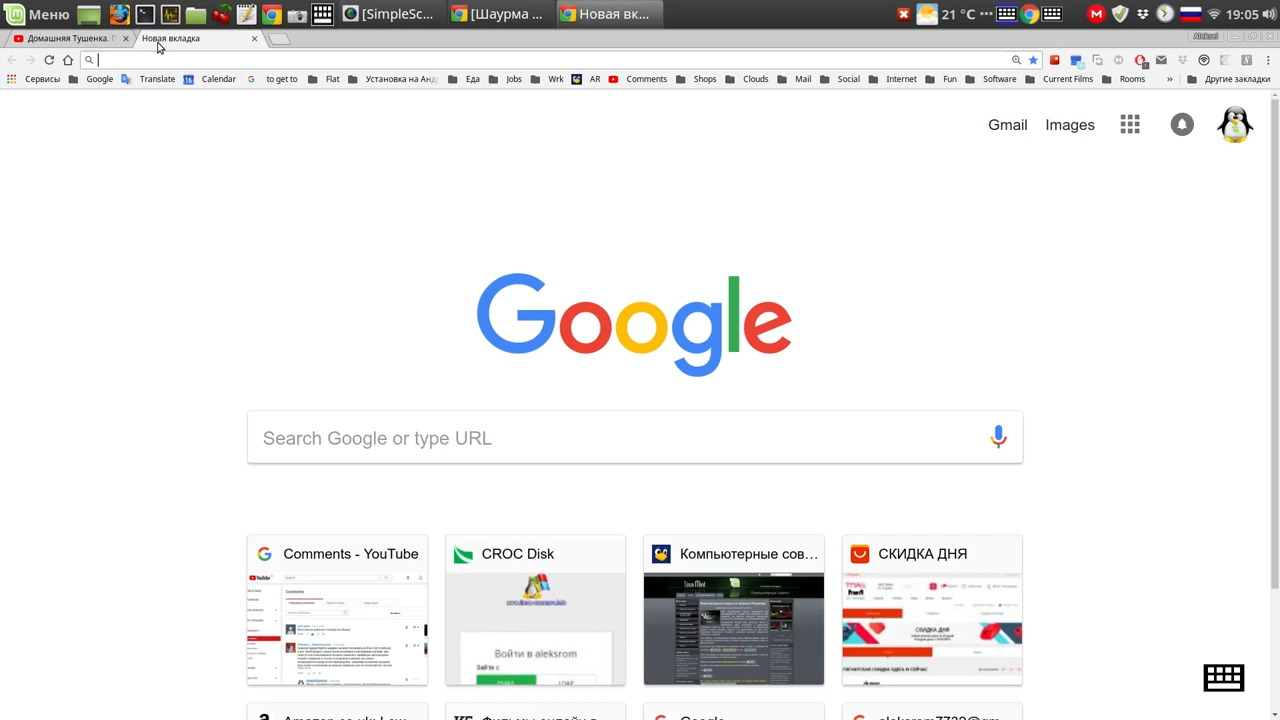 Меню
[SimpleSc...
[Шаурма ...
Новая вк...
21 °C
19:05
Домашняя Тушенка. Г
Новая вкладка
Aleksei
Сервисы Google Translate Calendar to get to Flat Установка на Анд Еда Jobs Wrk AR Comments Shops Clouds Mail Social Internet Fun Software Current Films Rooms » Другие закладки
Gmail Images
Google
Search Google or type URL
Comments - YouTube
CROC Disk
Компьютерные сов...
СКИДКА ДНЯ
Войти в aleksrom
СКИДКА ДНЯ